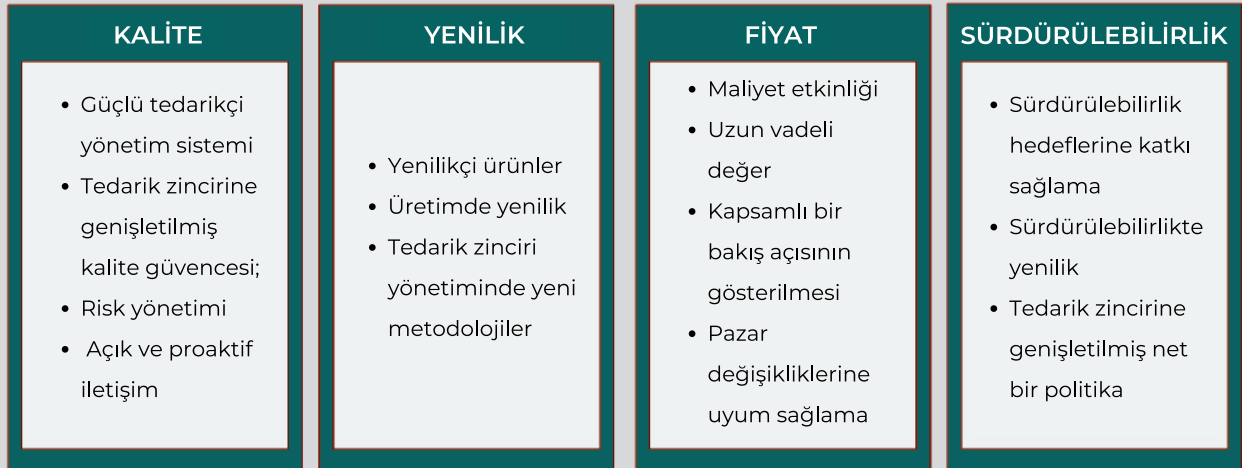 KALİTE
• Güçlü tedarikçi
yönetim sistemi
• Tedarik zincirine
genişletilmiş
kalite güvencesi;
• Risk yönetimi
• Açık ve proaktif
iletişim
YENİLİK
• Yenilikçi ürünler
• Üretimde yenilik
• Tedarik zinciri
yönetiminde yeni
metodolojiler
FİYAT
• Maliyet etkinliği
• Uzun vadeli
değer
• Kapsamlı bir
bakış açısının
gösterilmesi
• Pazar
değişikliklerine
uyum sağlama
SÜRDÜRÜLEBİLİRLİK
• Sürdürülebilirlik
hedeflerine katkı
sağlama
• Sürdürülebilirlikte
yenilik
• Tedarik zincirine
genişletilmiş net
bir politika